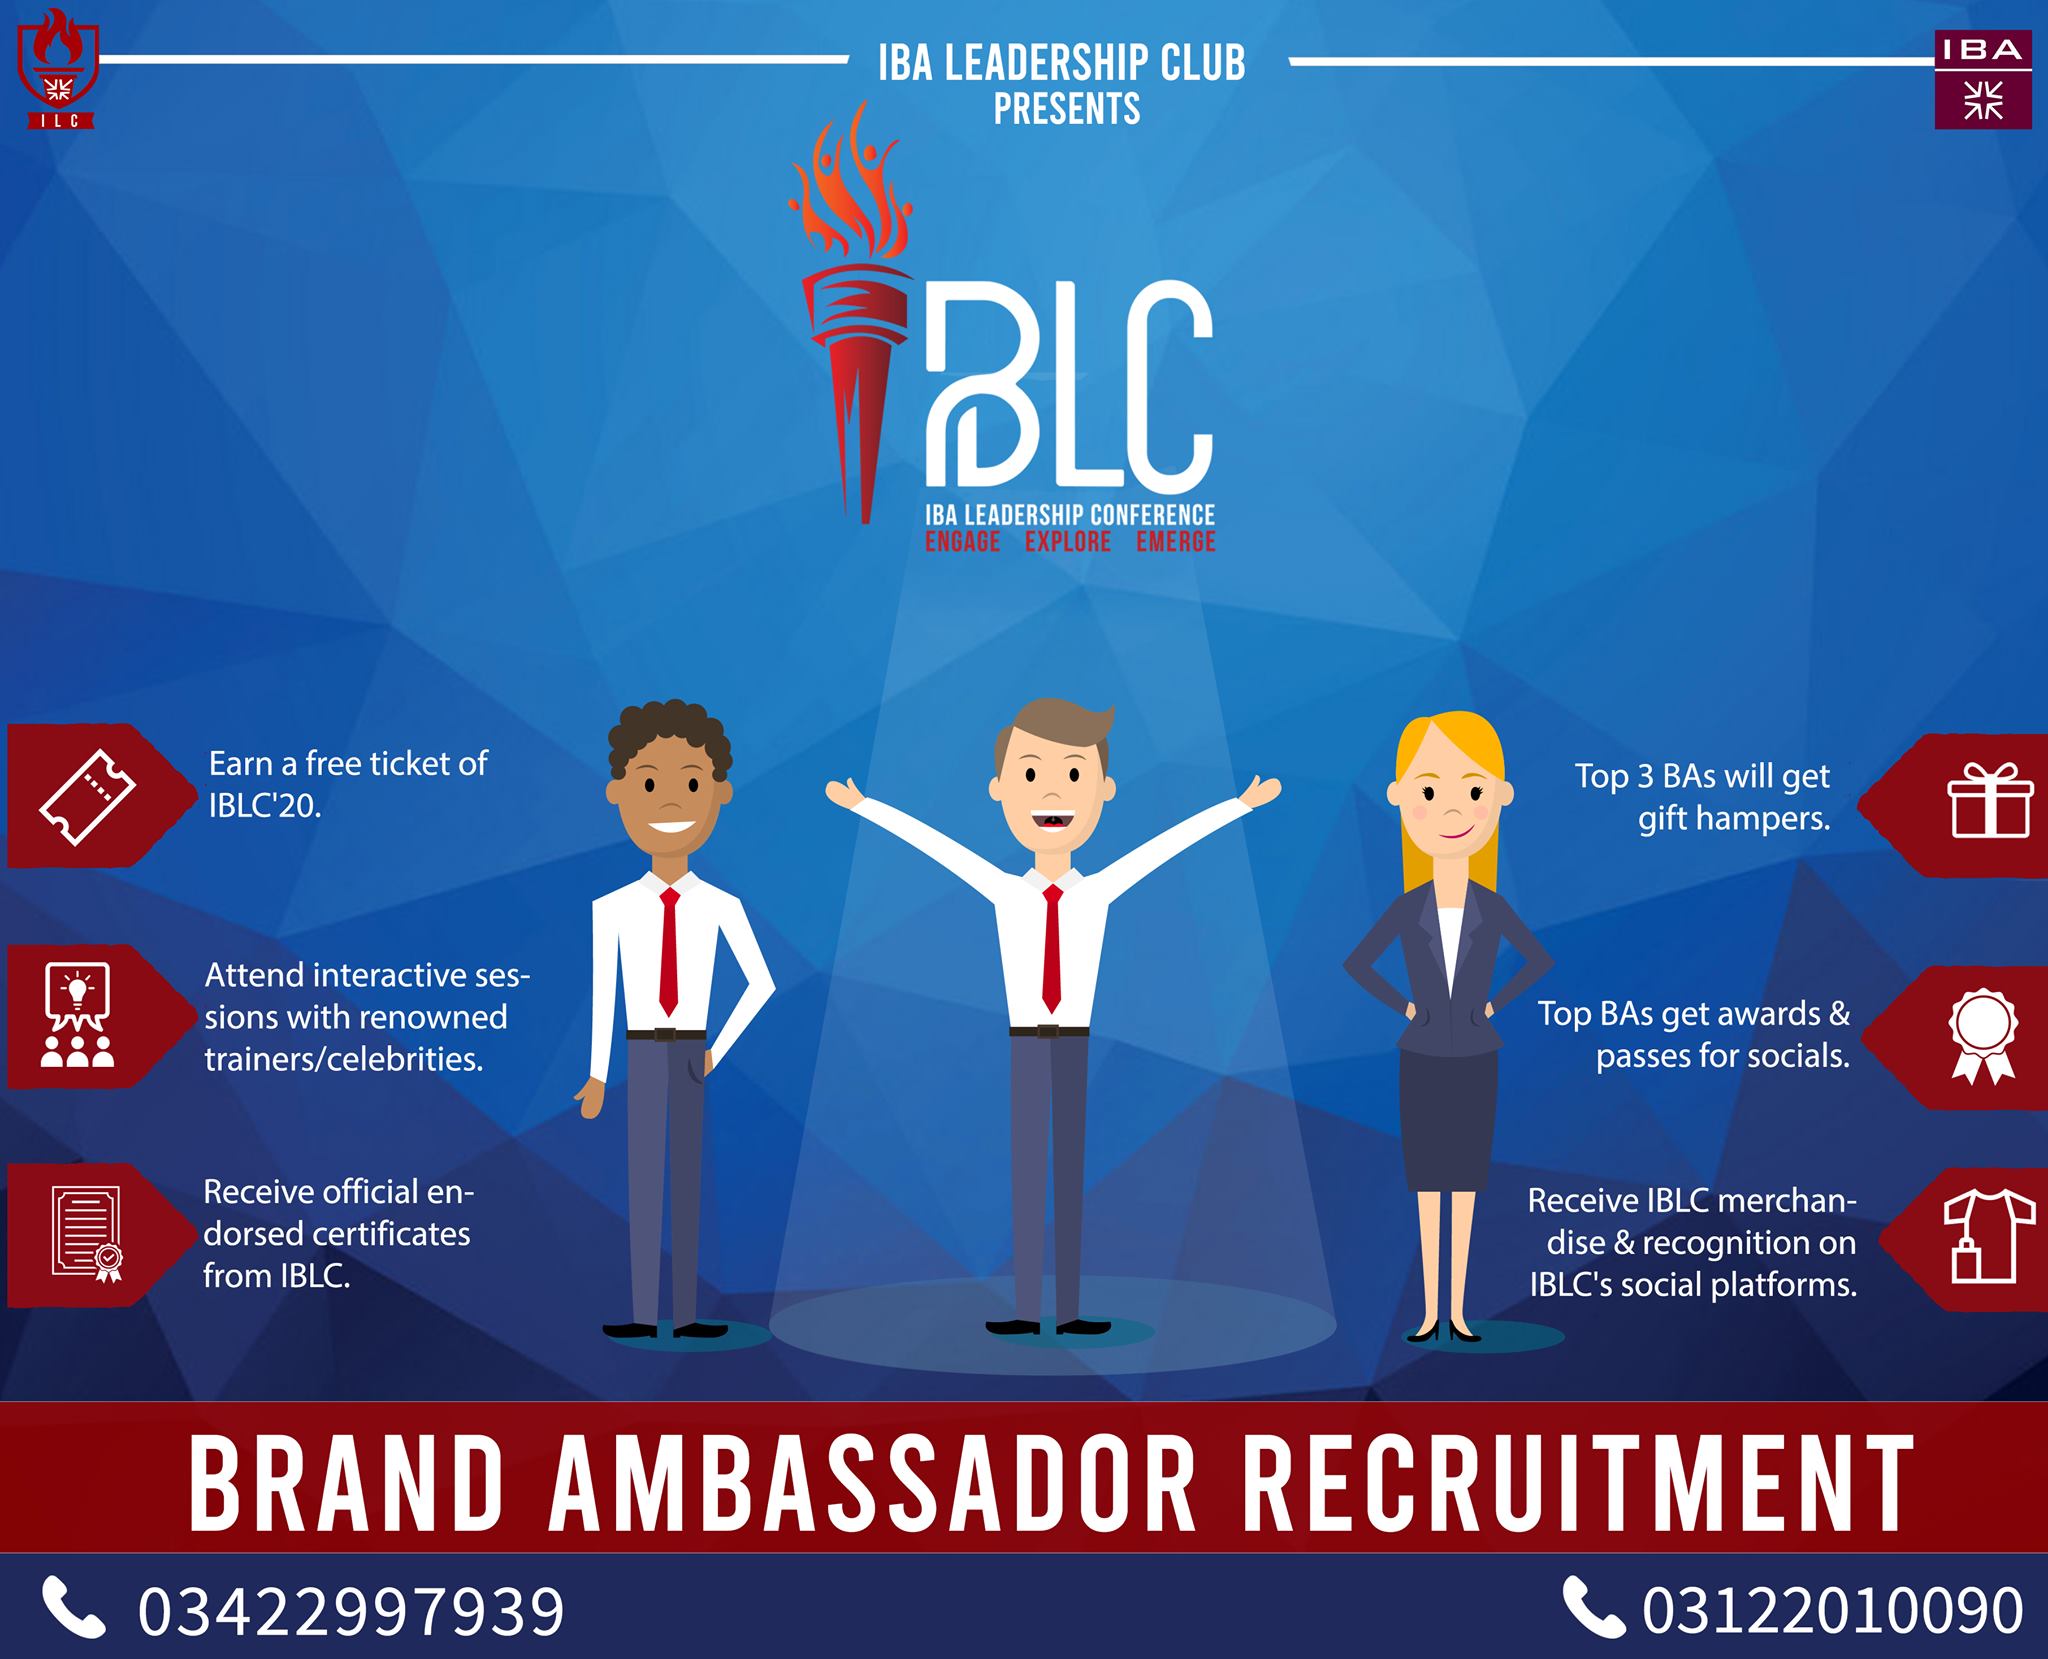 IBA LEADERSHIP CLUB
PRESENTS
ILC
IBA
IBLC
IBA LEADERSHIP CONFERENCE
ENGAGE EXPLORE EMERGE
Earn a free ticket of
IBLC'20.
Attend interactive ses-
sions with renowned
trainers/celebrities.
Receive official en-
dorsed certificates
from IBLC.
Top 3 BAs will get
gift hampers.
Top BAs get awards &
passes for socials.
Receive IBLC merchan-
dise & recognition on
IBLC's social platforms.
BRAND AMBASSADOR RECRUITMENT
03422997939
03122010090